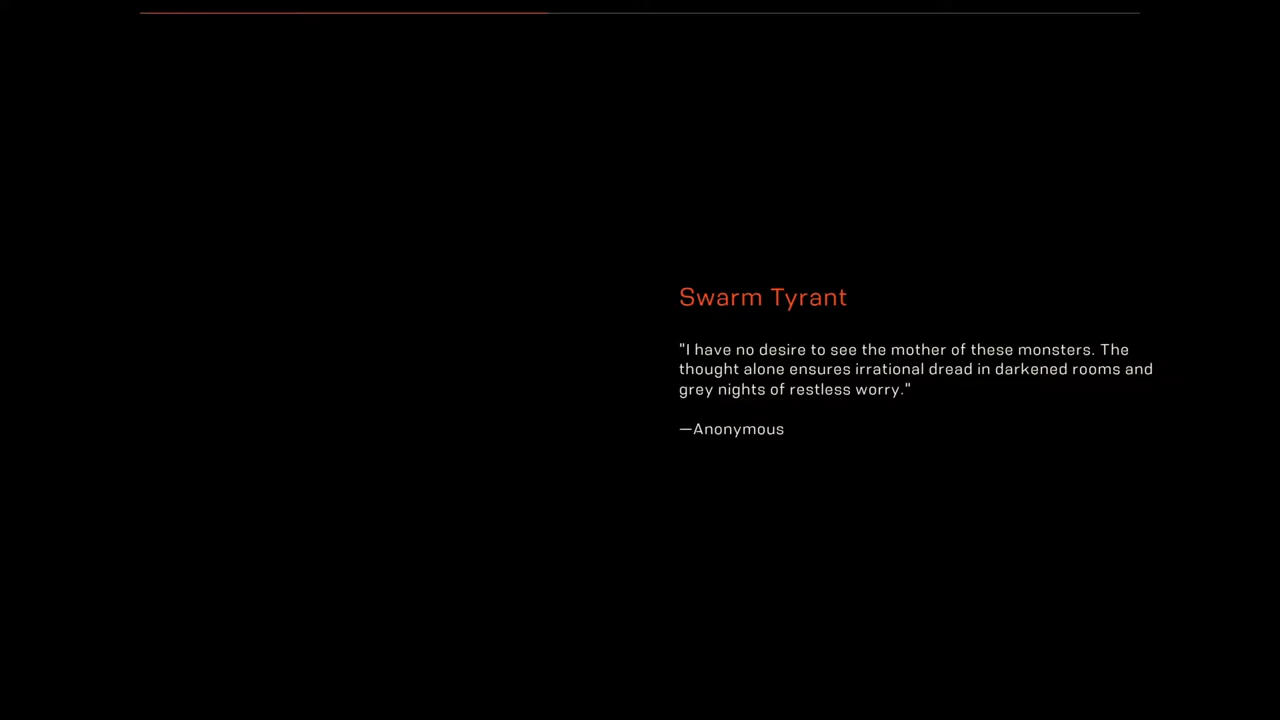 Swarm Tyrant
"I have no desire to see the mother of these monsters. The
thought alone ensures irrational dread in darkened rooms and
grey nights of restless worry."
—Anonymous